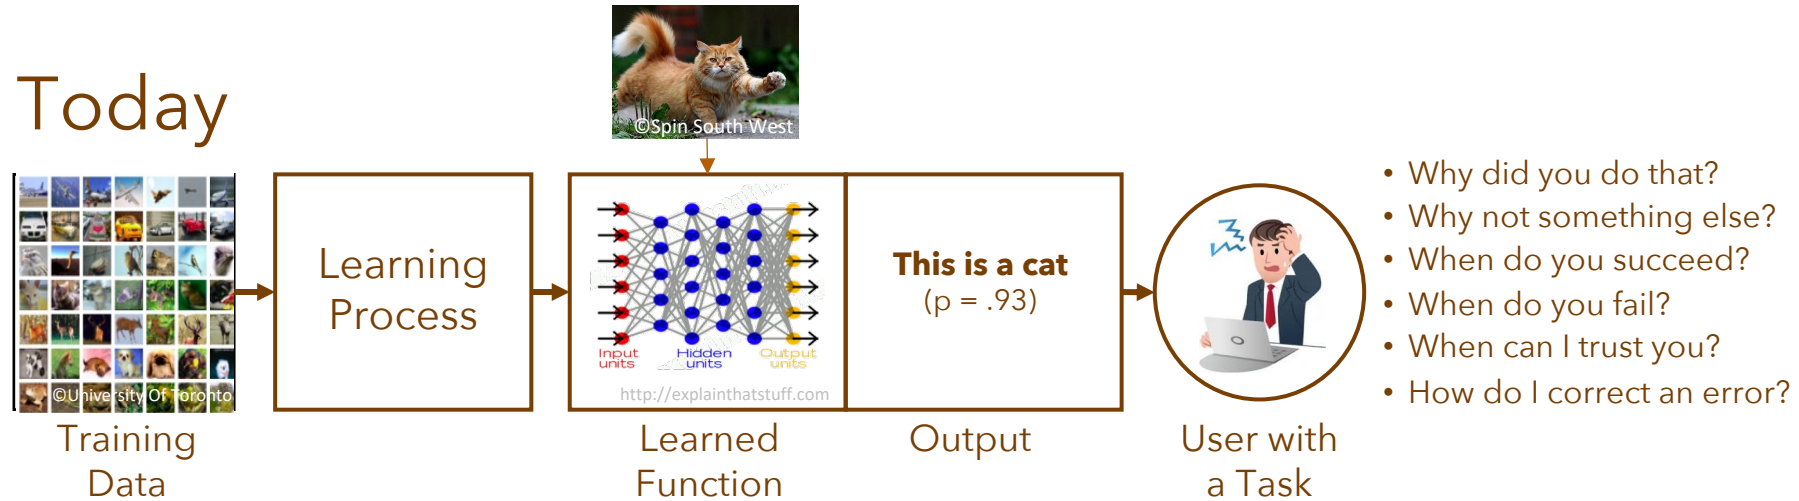 Today
©Spin South West
©University Of Toronto
Learning
Process
Input
units
Hidden
units
Output
units
http://explainthatstuff.com
This is a cat
(p = .93)
• Why did you do that?
• Why not something else?
• When do you succeed?
• When do you fail?
• When can I trust you?
• How do I correct an error?
Training
Data
Learned
Function
Output
User with
a Task